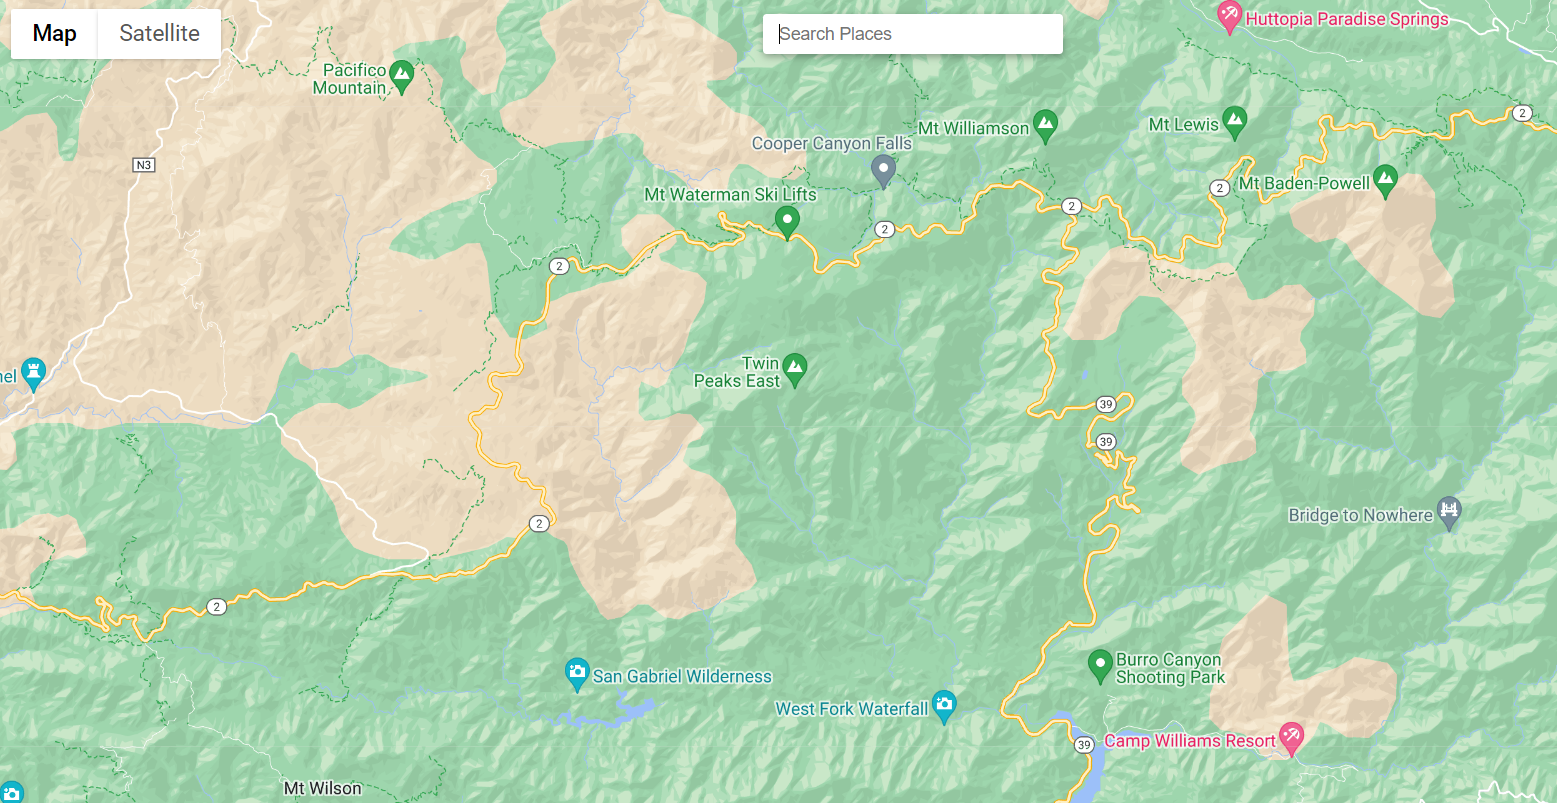 Map
Satellite
Search Places
Huttopia Paradise Springs
Pacifico
Mountain
2
Mt Williamson
Mt Lewis
Cooper Canyon Falls
N3
Mt Baden-Powell
2
Mt Waterman Ski Lifts
2
2
2
Twin
Peaks East
nel
39
39
Bridge to Nowhere
2
2
Burro Canyon
Shooting Park
San Gabriel Wilderness
West Fork Waterfall
Camp Williams Resort
39
Mt Wilson